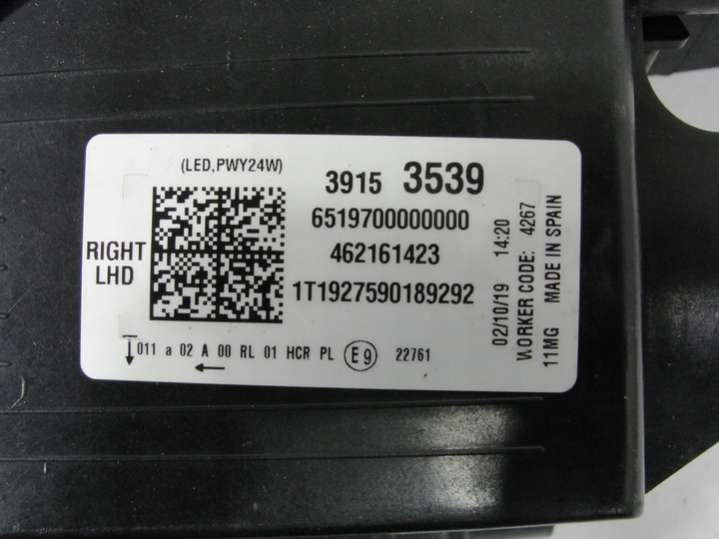 (LED,PWY24W)
3915 3539
6519700000000
462161423
1T1927590189292
RIGHT
LHD
011 a 02 A 00 RL 01 HCR PL E9 22761
02/10/19 14:20
WORKER CODE: 4267
11MG MADE IN SPAIN